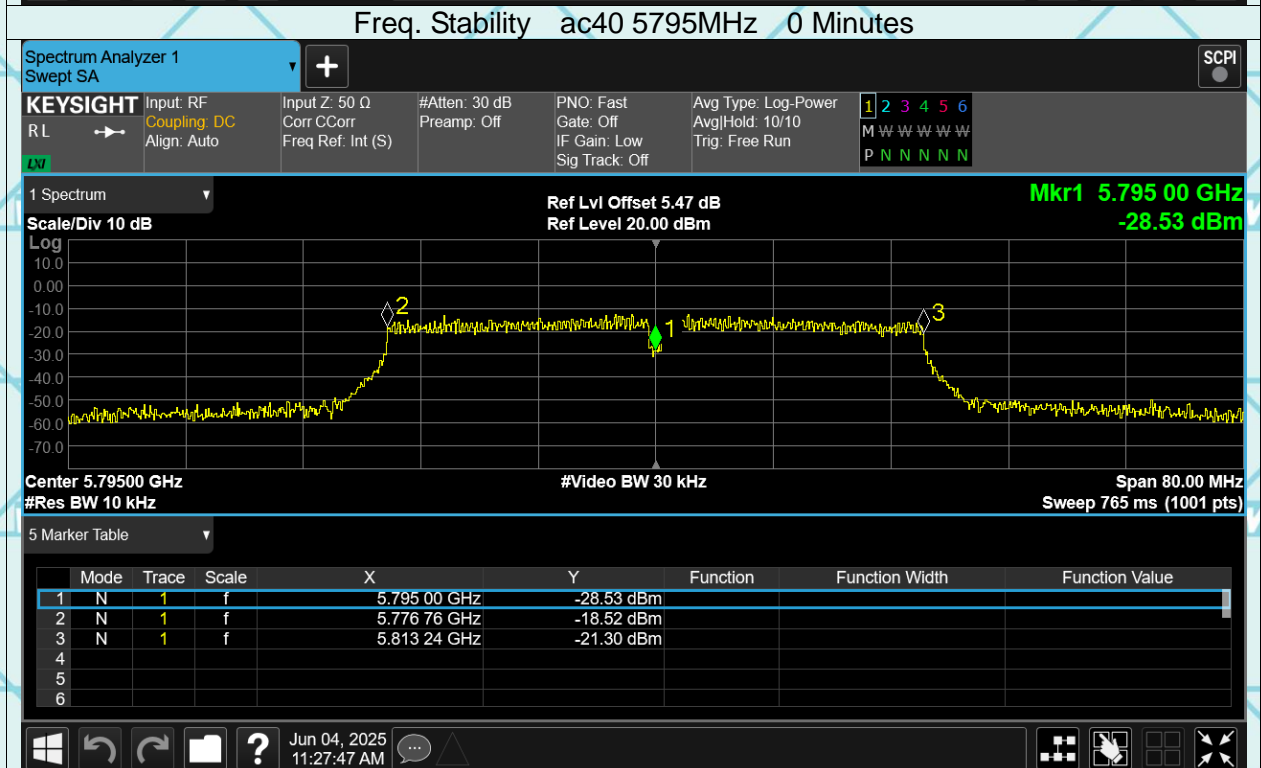 Freq. Stability ac40 5795MHz 0 Minutes
Spectrum Analyzer 1
Swept SA
+
SCPI
KEYSIGHT
R L
LXI
Input: RF
Coupling: DC
Align: Auto
Input Z: 50 Ω
Corr CCorr
Freq Ref: Int (S)
#Atten: 30 dB
Preamp: Off
PNO: Fast
Gate: Off
IF Gain: Low
Sig Track: Off
Avg Type: Log-Power
Avg|Hold: 10/10
Trig: Free Run
1 2 3 4 5 6
M W W W W W
P N N N N N
1 Spectrum
Scale/Div 10 dB
Ref Lvl Offset 5.47 dB
Ref Level 20.00 dBm
Mkr1 5.795 00 GHz
-28.53 dBm
Log
10.0
0.00
-10.0
-20.0
-30.0
-40.0
-50.0
-60.0
-70.0
2
1
3
Center 5.79500 GHz
#Res BW 10 kHz
#Video BW 30 kHz
Span 80.00 MHz
Sweep 765 ms (1001 pts)
5 Marker Table
Mode Trace Scale X Y Function Function Width Function Value
1 N 1 f 5.795 00 GHz -28.53 dBm
2 N 1 f 5.776 76 GHz -18.52 dBm
3 N 1 f 5.813 24 GHz -21.30 dBm
4
5
6
?
Jun 04, 2025
11:27:47 AM